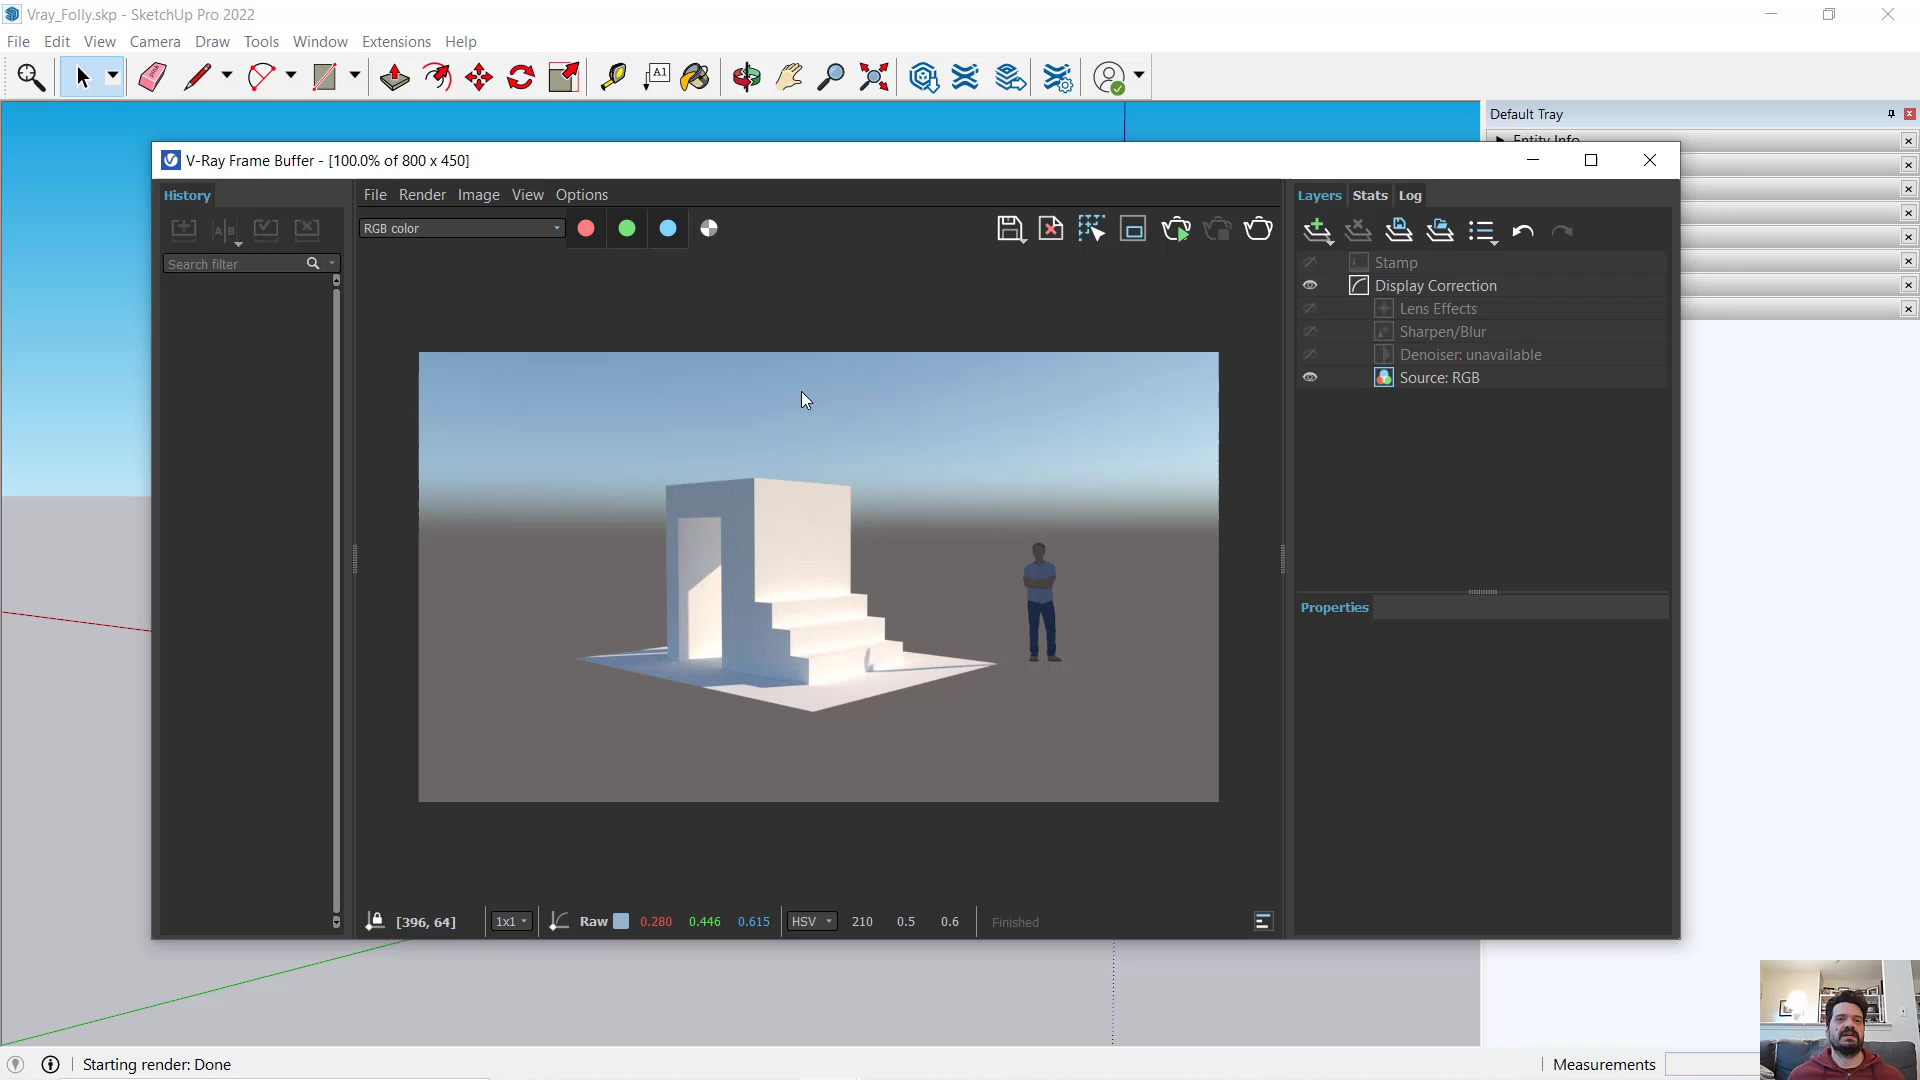 Vray_Folly.skp - SketchUp Pro 2022
File Edit View Camera Draw Tools Window Extensions Help
A1
Default Tray
Entity Info
V-Ray Frame Buffer - [100.0% of 800 x 450]
History
File Render Image View Options
Layers Stats Log
A B
RGB color
Search filter
Stamp
Display Correction
Lens Effects
Sharpen/Blur
Denoiser: unavailable
Source: RGB
Properties
[396, 64]
1x1
Raw 0.280 0.446 0.615
HSV
210 0.5 0.6
Finished
Starting render: Done
Measurements